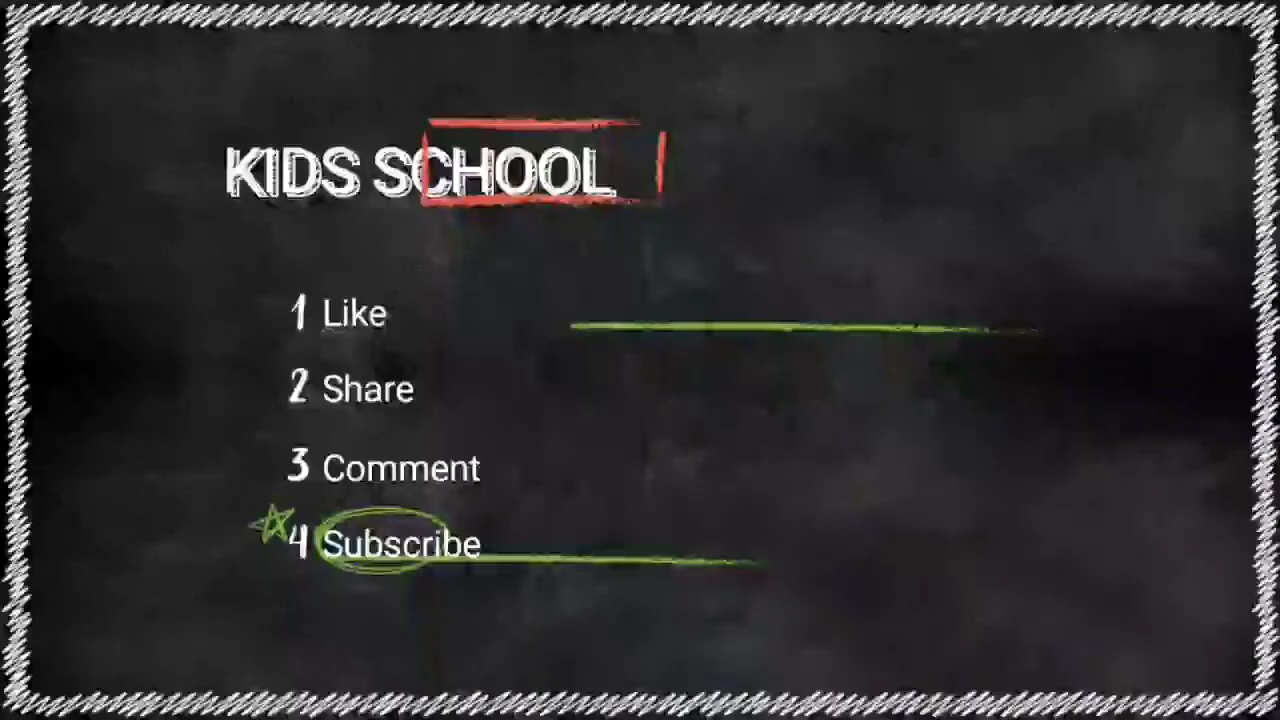 KIDS SCHOOL
1 Like
2 Share
3 Comment
4 Subscribe